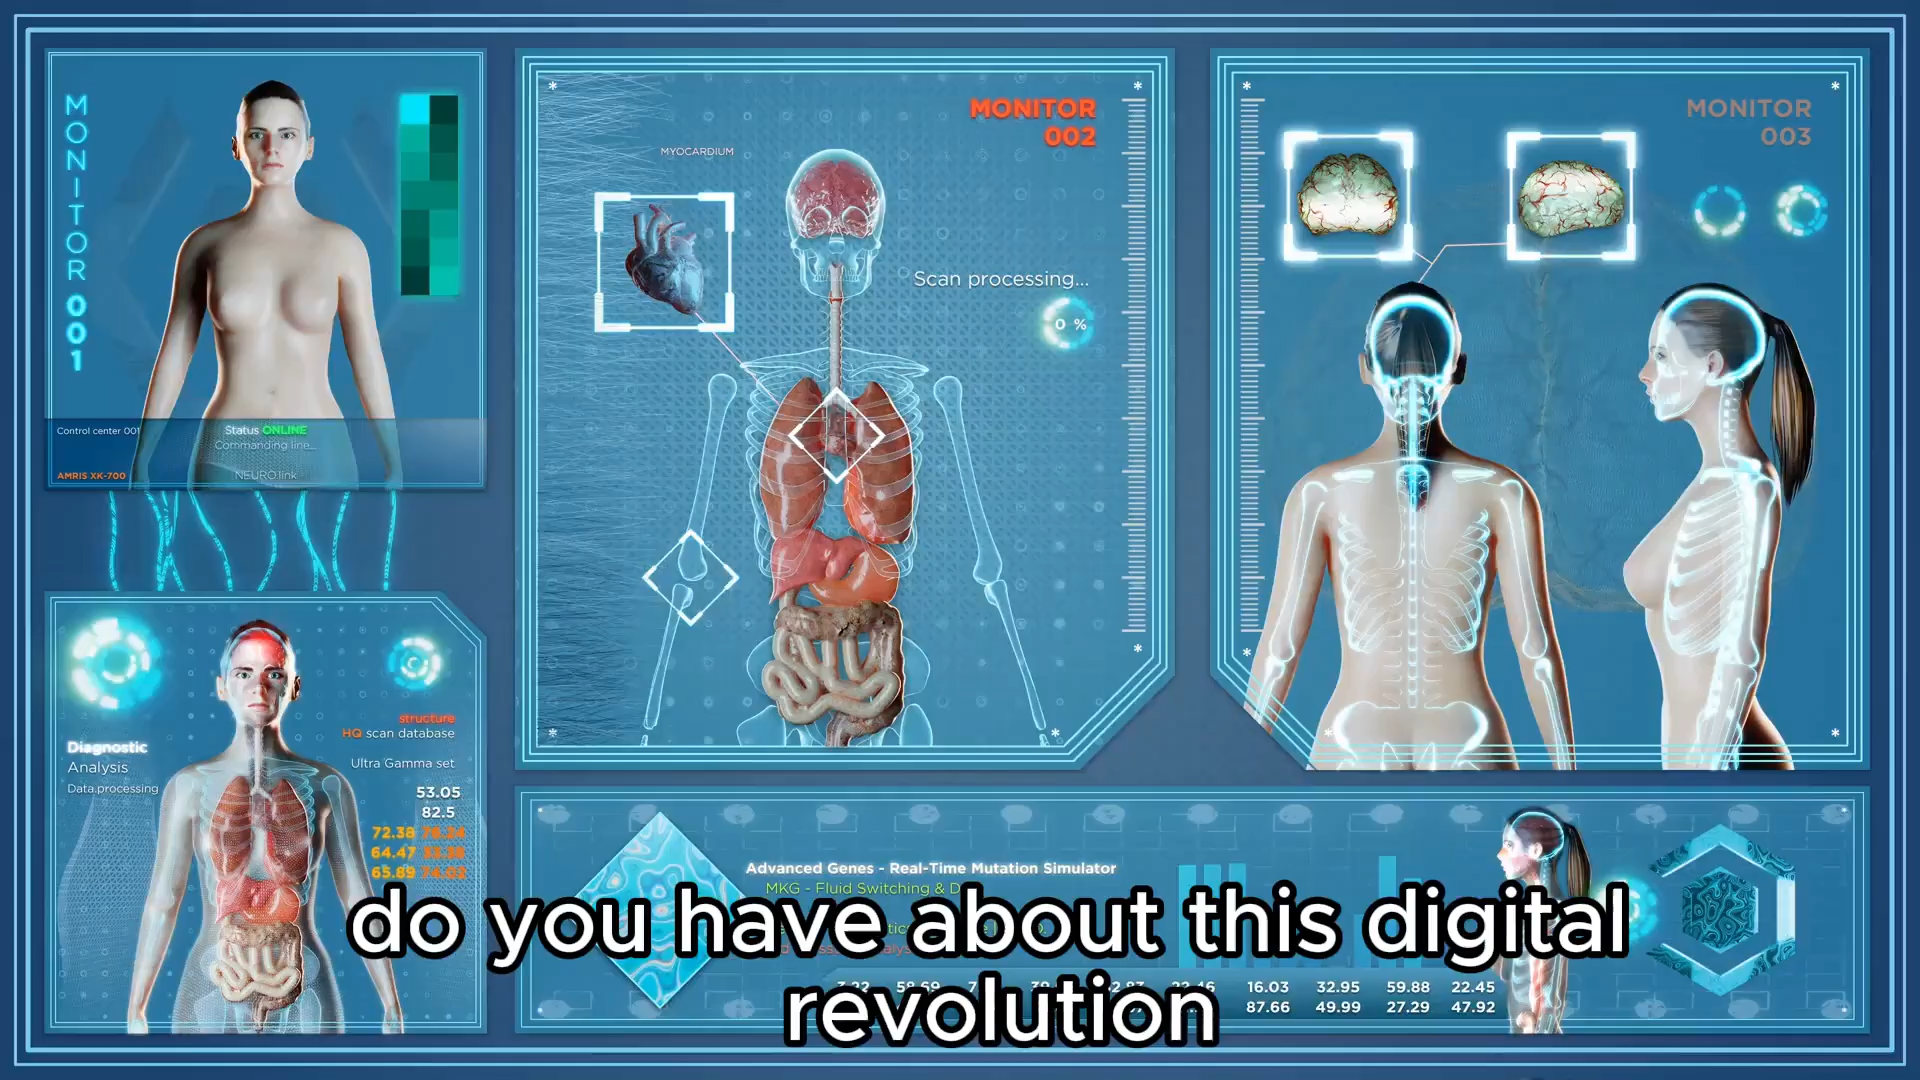 MONITOR 001
Control center 001
Status ONLINE
Commanding line...
AMRIS XK-700
NEURO.link
MONITOR
002
MYOCARDIUM
Scan processing...
0 %
MONITOR
003
structure
HQ scan database
Diagnostic
Analysis
Data.processing
Ultra Gamma set
53.05
82.5
72.38
64.47
65.89
Advanced Genes - Real-Time Mutation Simulator
MKG - Fluid Switching &
do you have about this digital
revolution
16.03 32.95 59.88 22.45
87.66 49.99 27.29 47.92